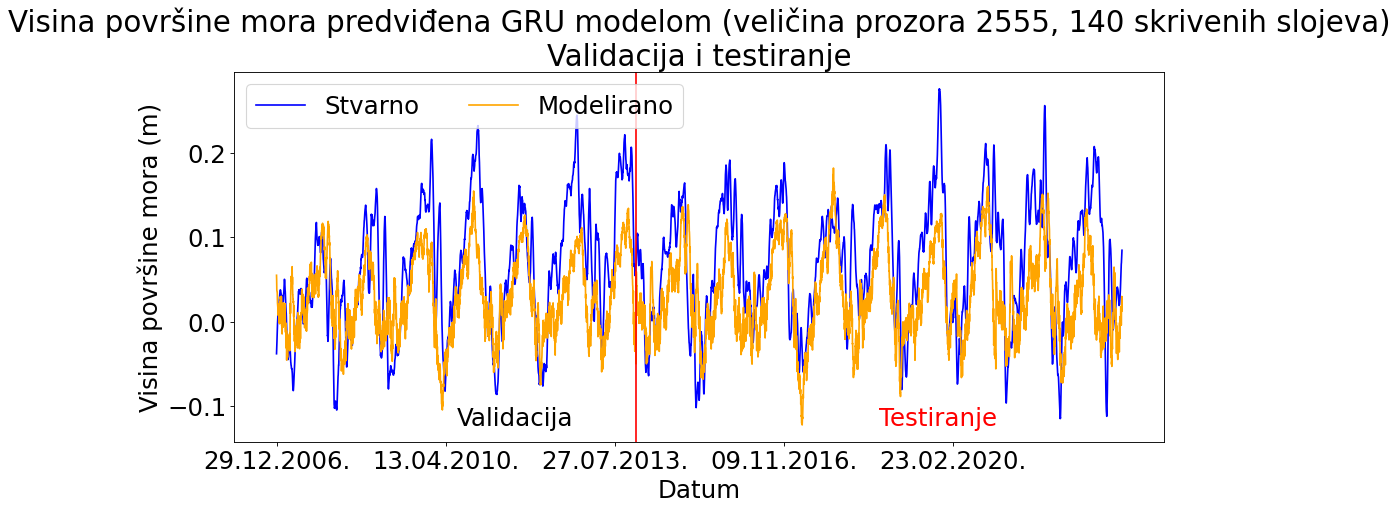 Visina površine mora predviđena GRU modelom (veličina prozora 2555, 140 skrivenih slojeva)
Validacija i testiranje
Stvarno
Modelirano
Visina površine mora (m)
0.2
0.1
0.0
−0.1
Validacija
Testiranje
29.12.2006.
13.04.2010.
27.07.2013.
09.11.2016.
23.02.2020.
Datum